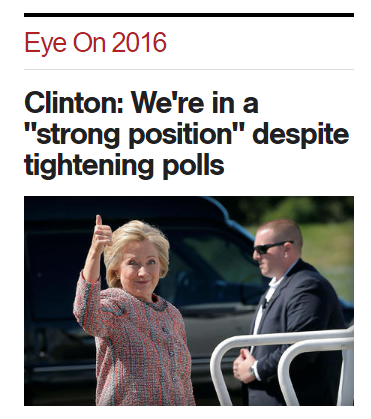 Eye On 2016
Clinton: We're in a
"strong position" despite
tightening polls